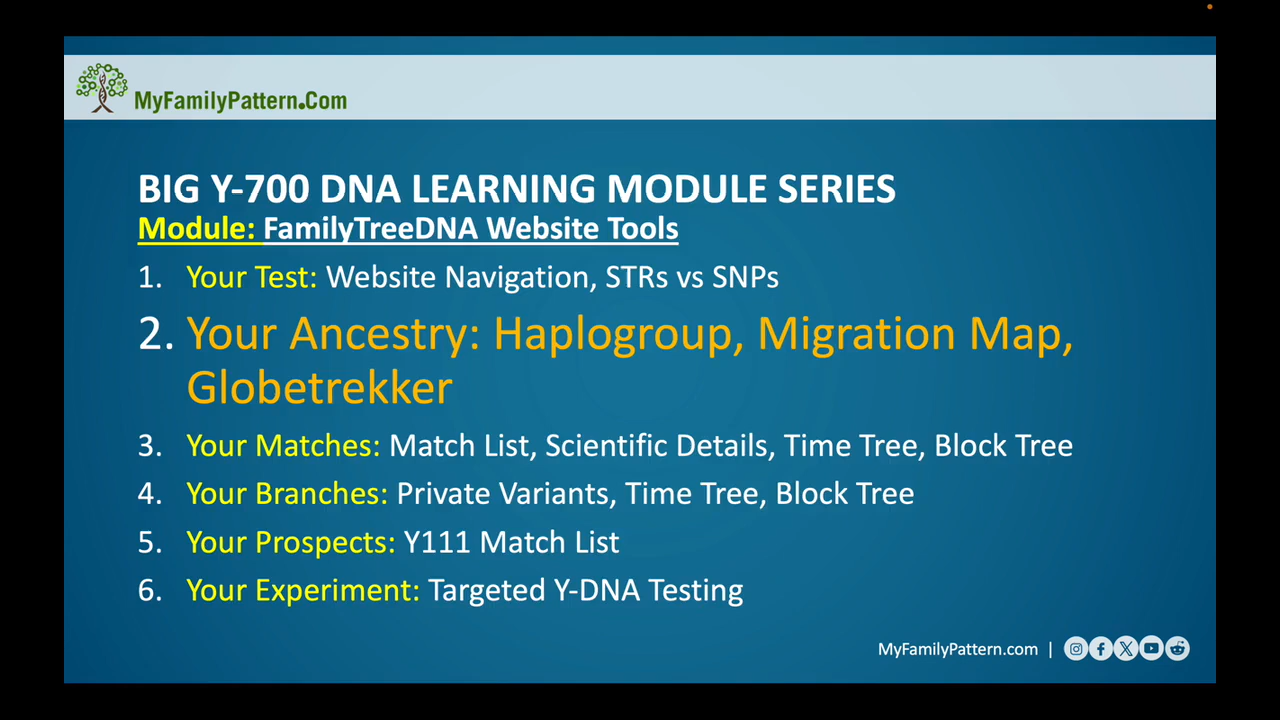 MyFamilyPattern.Com
BIG Y-700 DNA LEARNING MODULE SERIES
Module: FamilyTreeDNA Website Tools
1. Your Test: Website Navigation, STRs vs SNPs
2. Your Ancestry: Haplogroup, Migration Map,
Globetrekker
3. Your Matches: Match List, Scientific Details, Time Tree, Block Tree
4. Your Branches: Private Variants, Time Tree, Block Tree
5. Your Prospects: Y111 Match List
6. Your Experiment: Targeted Y-DNA Testing
MyFamilyPattern.com |